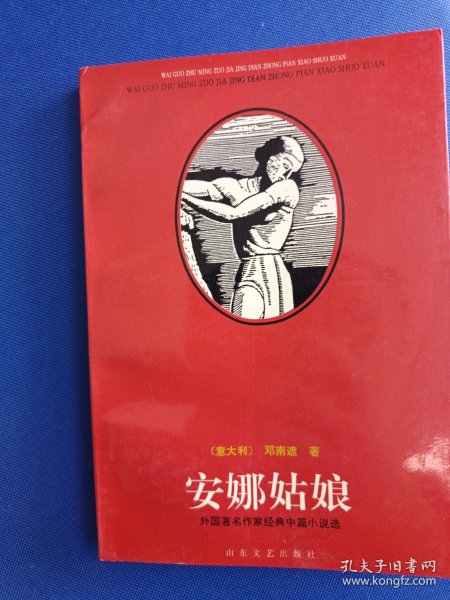 WAI GUO ZHU MING ZUO JIA JING DIAN ZHONG PIAN XIAO SHUO XUAN
WAI GUO ZHU MING ZUO JIA JING DIAN ZHONG PIAN XIAO SHUO XUAN
〔意大利〕 邓南遮 著
安娜姑娘
外国著名作家经典中篇小说选
山东文艺出版社
孔夫子旧书网
www.kongfz.com